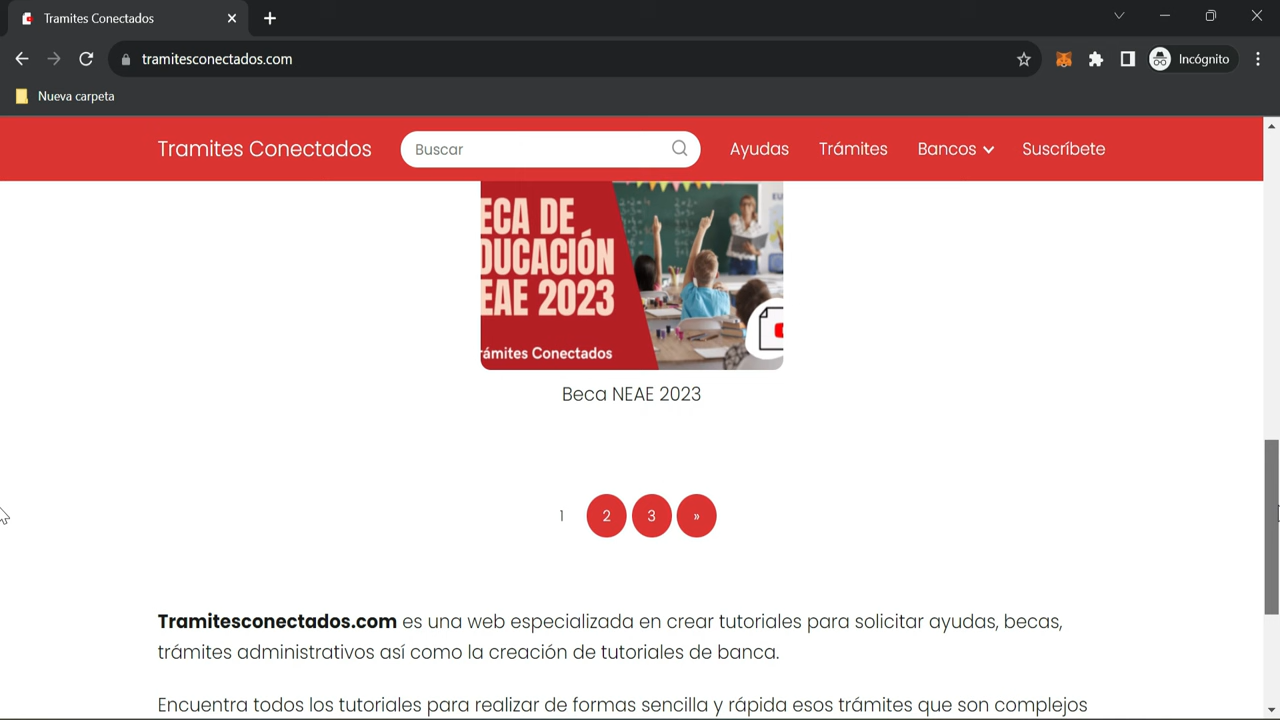 Tramites Conectados
tramitesconectados.com
Incógnito
Nueva carpeta
Tramites Conectados
Buscar
Ayudas
Trámites
Bancos
Suscríbete
ECA DE
DUCACIÓN
EAE 2023
rámites Conectados
Beca NEAE 2023
1 2 3 »
Tramitesconectados.com es una web especializada en crear tutoriales para solicitar ayudas, becas,
trámites administrativos así como la creación de tutoriales de banca.
Encuentra todos los tutoriales para realizar de formas sencilla y rápida esos trámites que son complejos